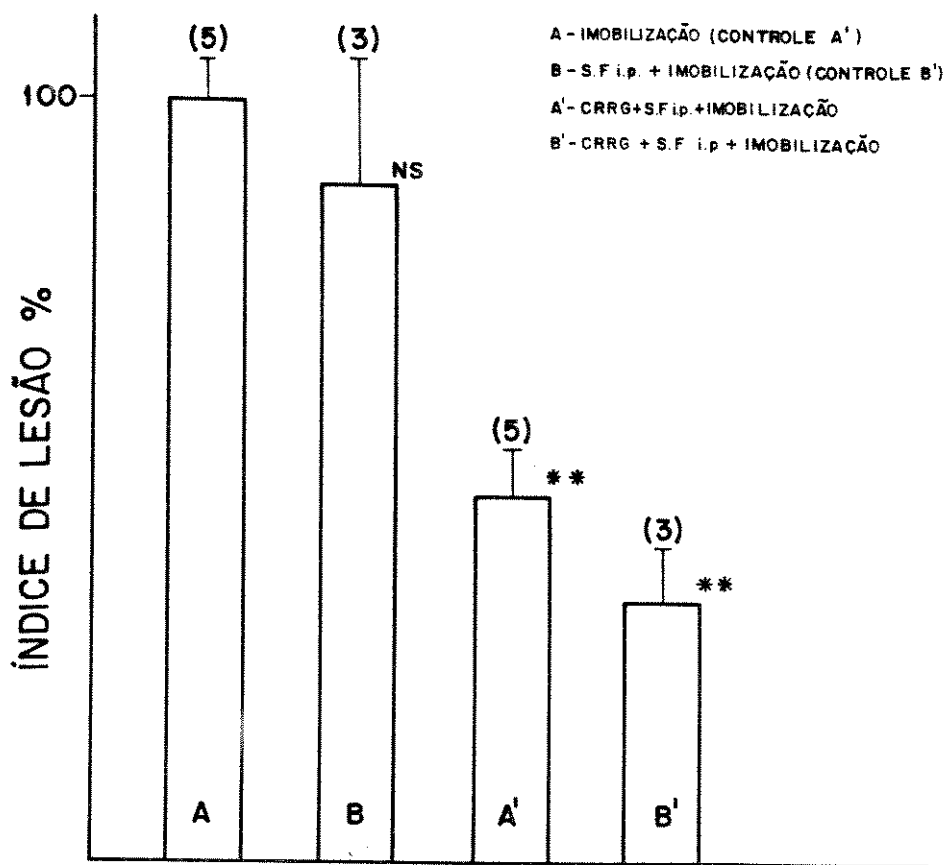 (5)
(3)
A - IMOBILIZAÇÃO (CONTROLE A')
B - S.F i.p. + IMOBILIZAÇÃO (CONTROLE B')
A' - CRRG+S.F i.p.+IMOBILIZAÇÃO
B' - CRRG + S.F i.p + IMOBILIZAÇÃO
100
NS
ÍNDICE DE LESÃO %
(5)
**
(3)
**
A
B
A'
B'